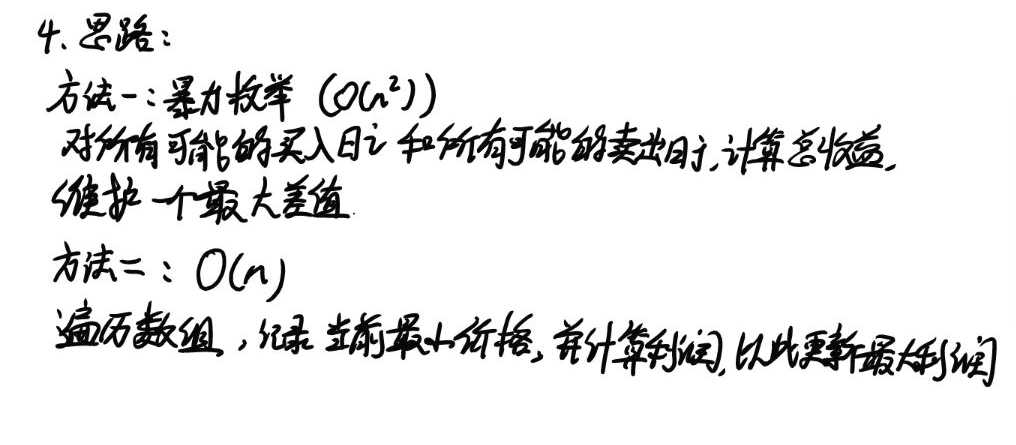 4. 思路：
方法一：暴力枚举 (O(n²))
对所有可能的买入日i 和所有可能的卖出日j，计算总收益，
维护一个最大差值.
方法二：O(n)
遍历数组，记录当前最小价格，并计算利润，以此更新最大利润